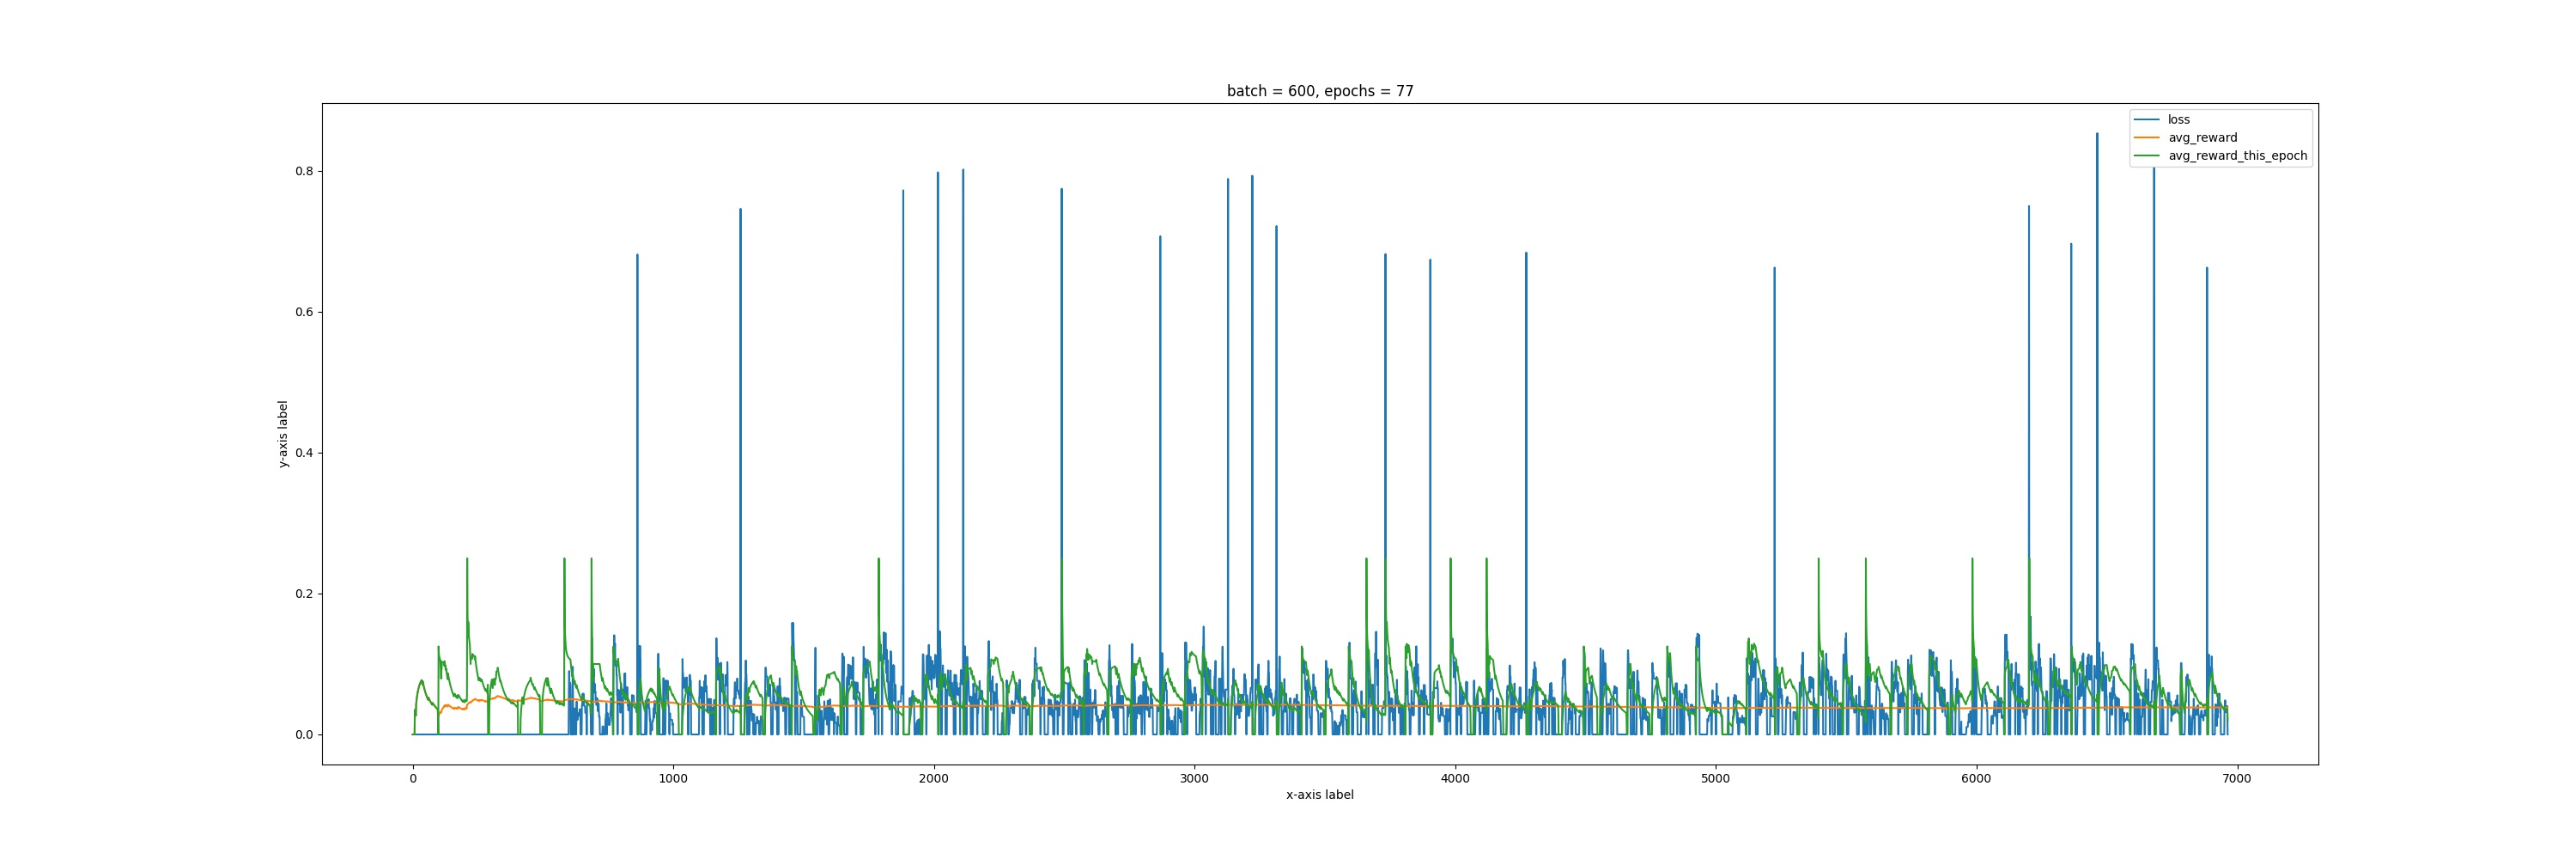 batch = 600, epochs = 77
loss
avg_reward
avg_reward_this_epoch
0.8
0.6
0.4
0.2
0.0
y-axis label
0 1000 2000 3000 4000 5000 6000 7000
x-axis label